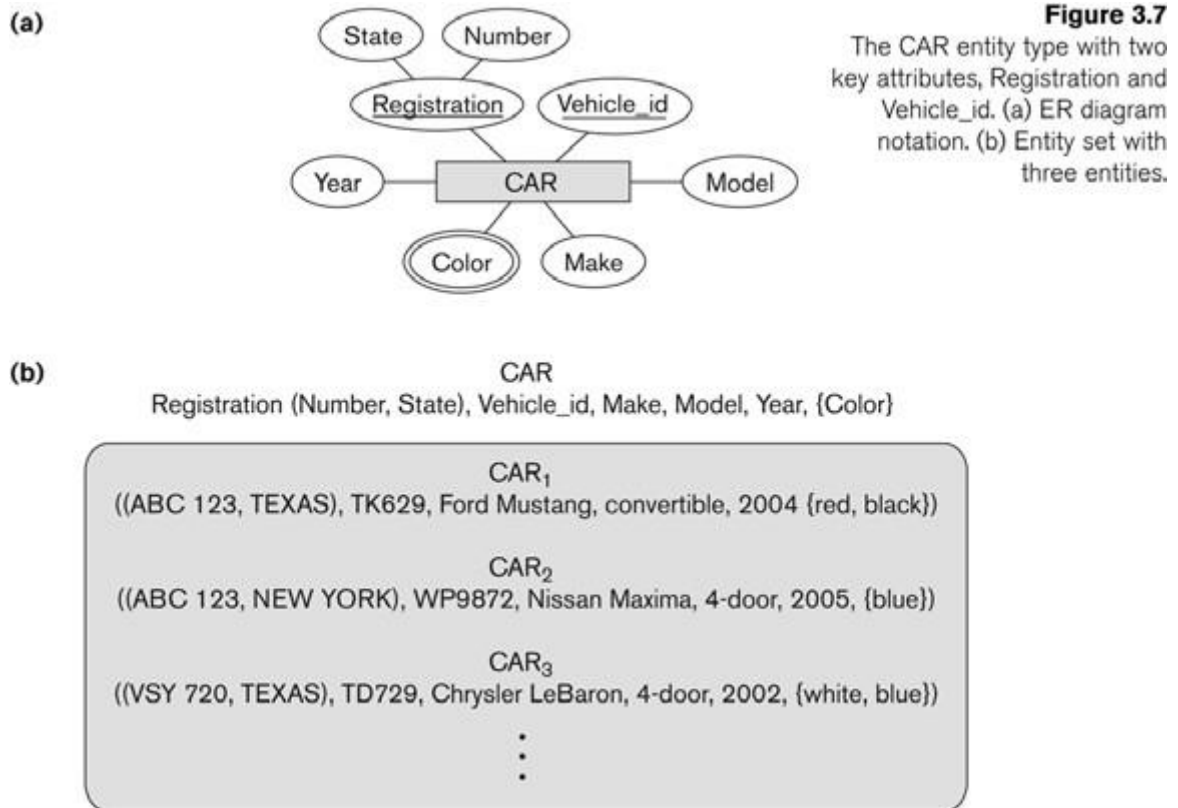 (a)
State
Number
Registration
Vehicle_id
Year
CAR
Model
Color
Make
Figure 3.7
The CAR entity type with two
key attributes, Registration and
Vehicle_id. (a) ER diagram
notation. (b) Entity set with
three entities.
(b)
CAR
Registration (Number, State), Vehicle_id, Make, Model, Year, {Color}
CAR₁
((ABC 123, TEXAS), TK629, Ford Mustang, convertible, 2004 {red, black})
CAR₂
((ABC 123, NEW YORK), WP9872, Nissan Maxima, 4-door, 2005, {blue})
CAR₃
((VSY 720, TEXAS), TD729, Chrysler LeBaron, 4-door, 2002, {white, blue})